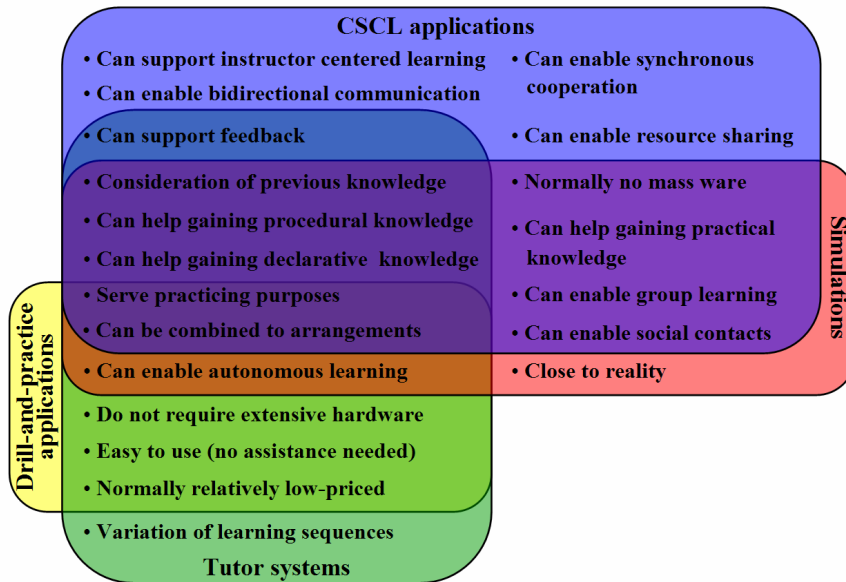 CSCL applications
• Can support instructor centered learning
• Can enable bidirectional communication
• Can support feedback
• Consideration of previous knowledge
• Can help gaining procedural knowledge
• Can help gaining declarative knowledge
• Serve practicing purposes
• Can be combined to arrangements
• Can enable autonomous learning
• Do not require extensive hardware
• Easy to use (no assistance needed)
• Normally relatively low-priced
• Variation of learning sequences
Tutor systems
• Can enable synchronous
cooperation
• Can enable resource sharing
• Normally no mass ware
• Can help gaining practical
knowledge
• Can enable group learning
• Can enable social contacts
• Close to reality
Simulations
Drill-and-practice
applications